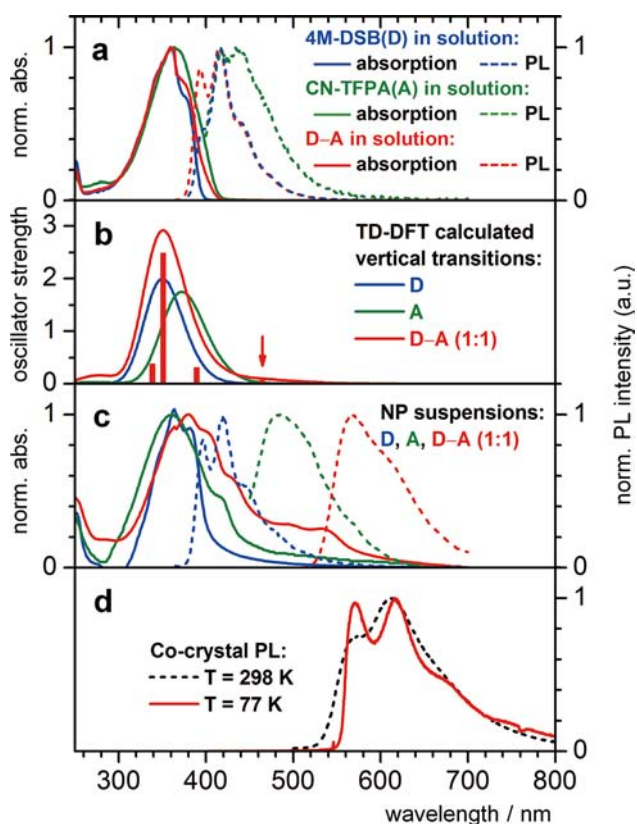 a
4M-DSB(D) in solution:
absorption PL
CN-TFPA(A) in solution:
absorption PL
D–A in solution:
absorption PL
norm. abs.
1
0
1
0
b
TD-DFT calculated
vertical transitions:
D
A
D–A (1:1)
oscillator strength
3
2
1
0
c
NP suspensions:
D, A, D–A (1:1)
norm. abs.
1
0
1
0
norm. PL intensity (a.u.)
d
Co-crystal PL:
T = 298 K
T = 77 K
1
0
300 400 500 600 700 800
wavelength / nm